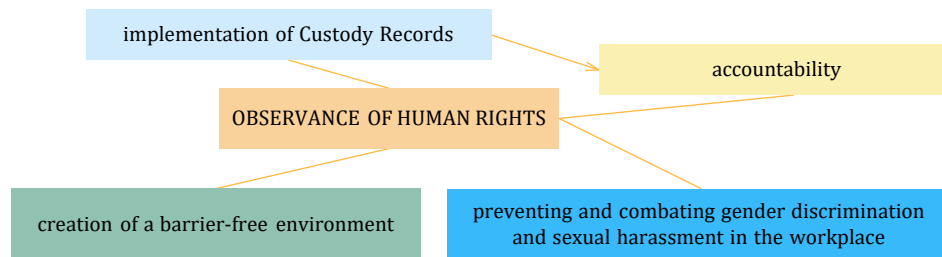 implementation of Custody Records
accountability
OBSERVANCE OF HUMAN RIGHTS
creation of a barrier-free environment
preventing and combating gender discrimination
and sexual harassment in the workplace